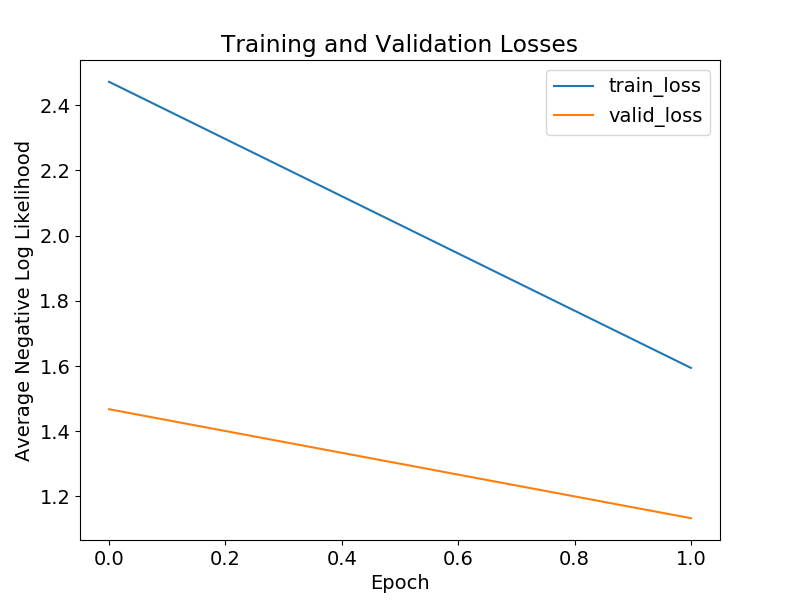 Training and Validation Losses
train_loss
valid_loss
Average Negative Log Likelihood
2.4
2.2
2.0
1.8
1.6
1.4
1.2
0.0 0.2 0.4 0.6 0.8 1.0
Epoch